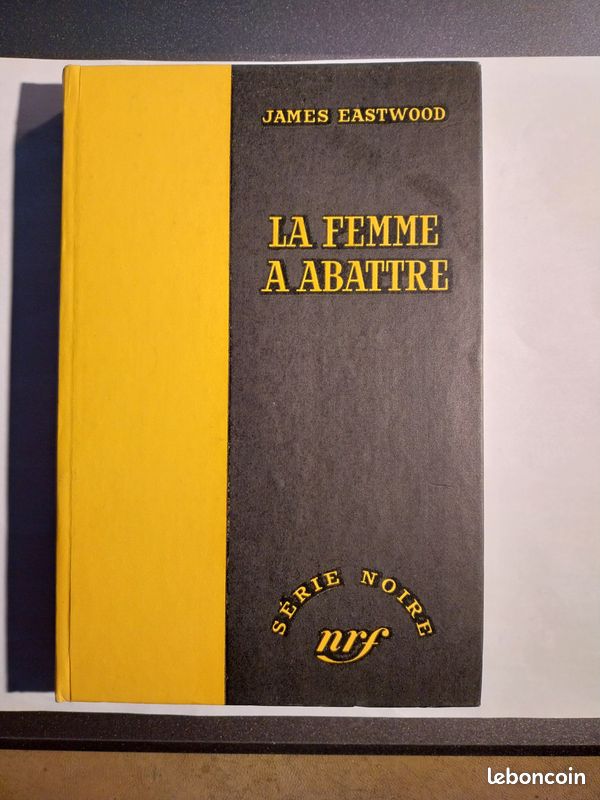 JAMES EASTWOOD
LA FEMME
A ABATTRE
SÉRIE NOIRE
nrf
leboncoin